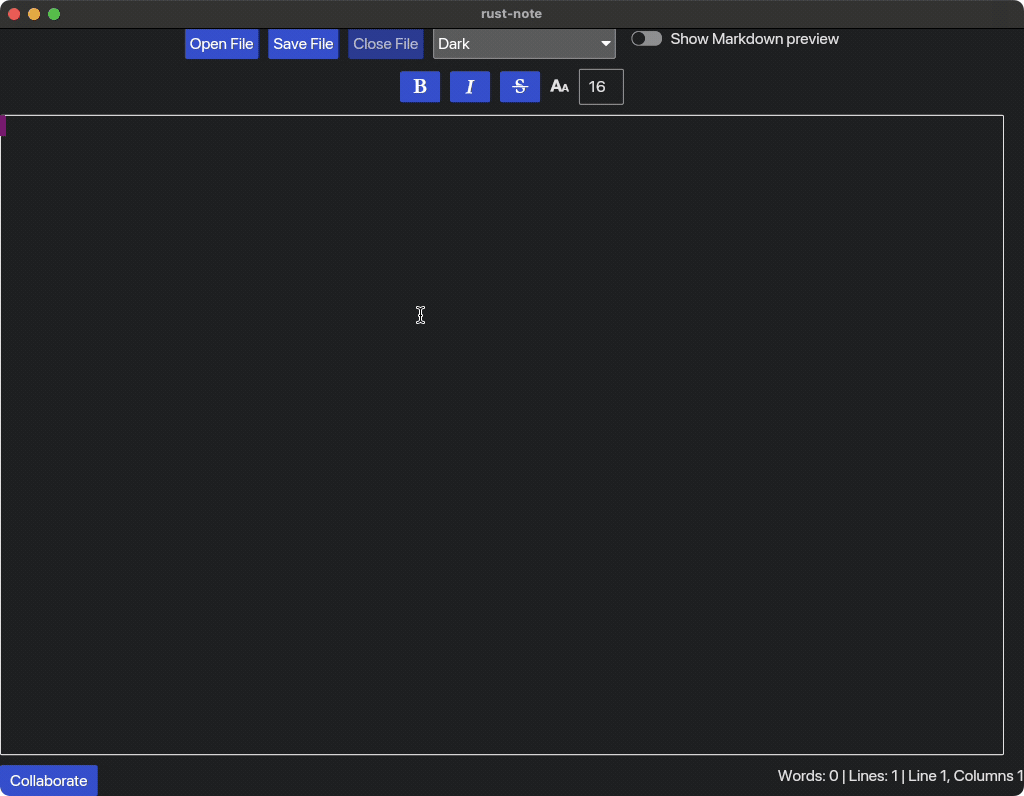 rust-note
Open File Save File Close File Dark Show Markdown preview
B I S AA 16
Collaborate Words: 0 | Lines: 1 | Line 1, Columns 1